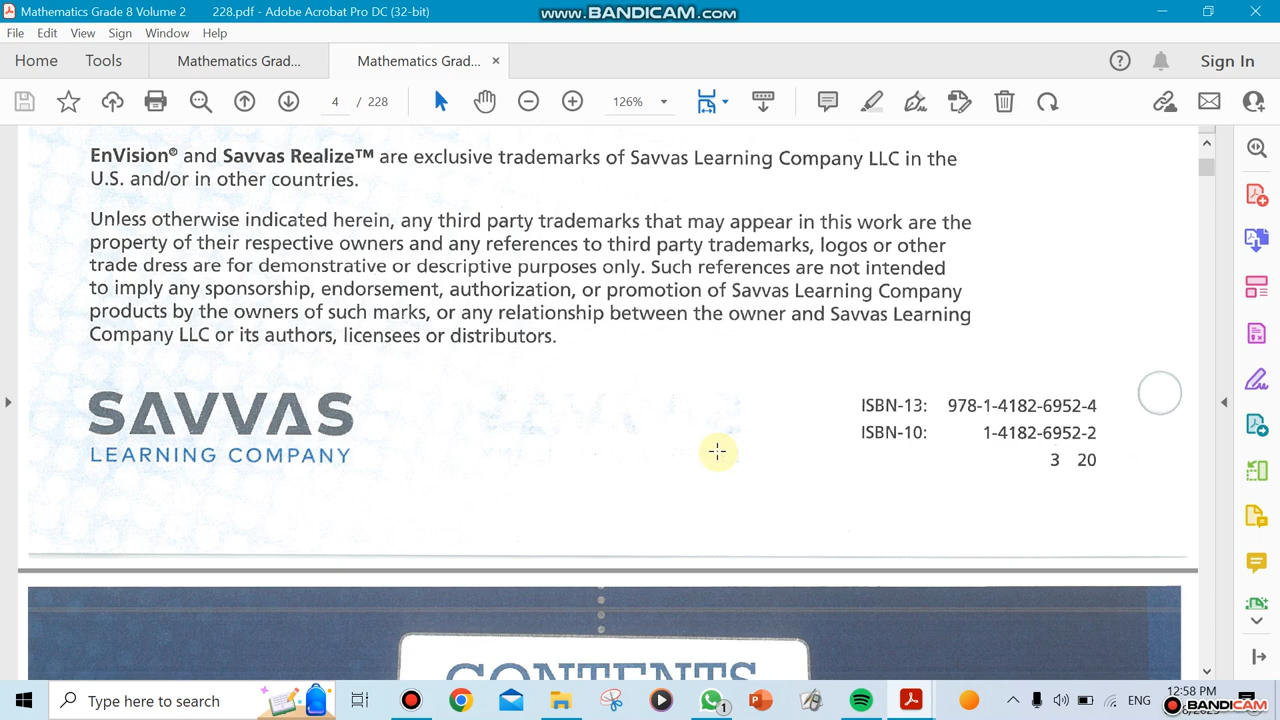 Mathematics Grade 8 Volume 2 228.pdf - Adobe Acrobat Pro DC (32-bit)
www.BANDICAM.com
File Edit View Sign Window Help
Home Tools Mathematics Grad... Mathematics Grad... ×
Sign In
4 / 228 126%
EnVision® and Savvas Realize™ are exclusive trademarks of Savvas Learning Company LLC in the
U.S. and/or in other countries.
Unless otherwise indicated herein, any third party trademarks that may appear in this work are the
property of their respective owners and any references to third party trademarks, logos or other
trade dress are for demonstrative or descriptive purposes only. Such references are not intended
to imply any sponsorship, endorsement, authorization, or promotion of Savvas Learning Company
products by the owners of such marks, or any relationship between the owner and Savvas Learning
Company LLC or its authors, licensees or distributors.
SAVVAS
LEARNING COMPANY
ISBN-13: 978-1-4182-6952-4
ISBN-10: 1-4182-6952-2
3 20
CONTENTS
Type here to search
1
ENG
12:58 PM
BANDICAM